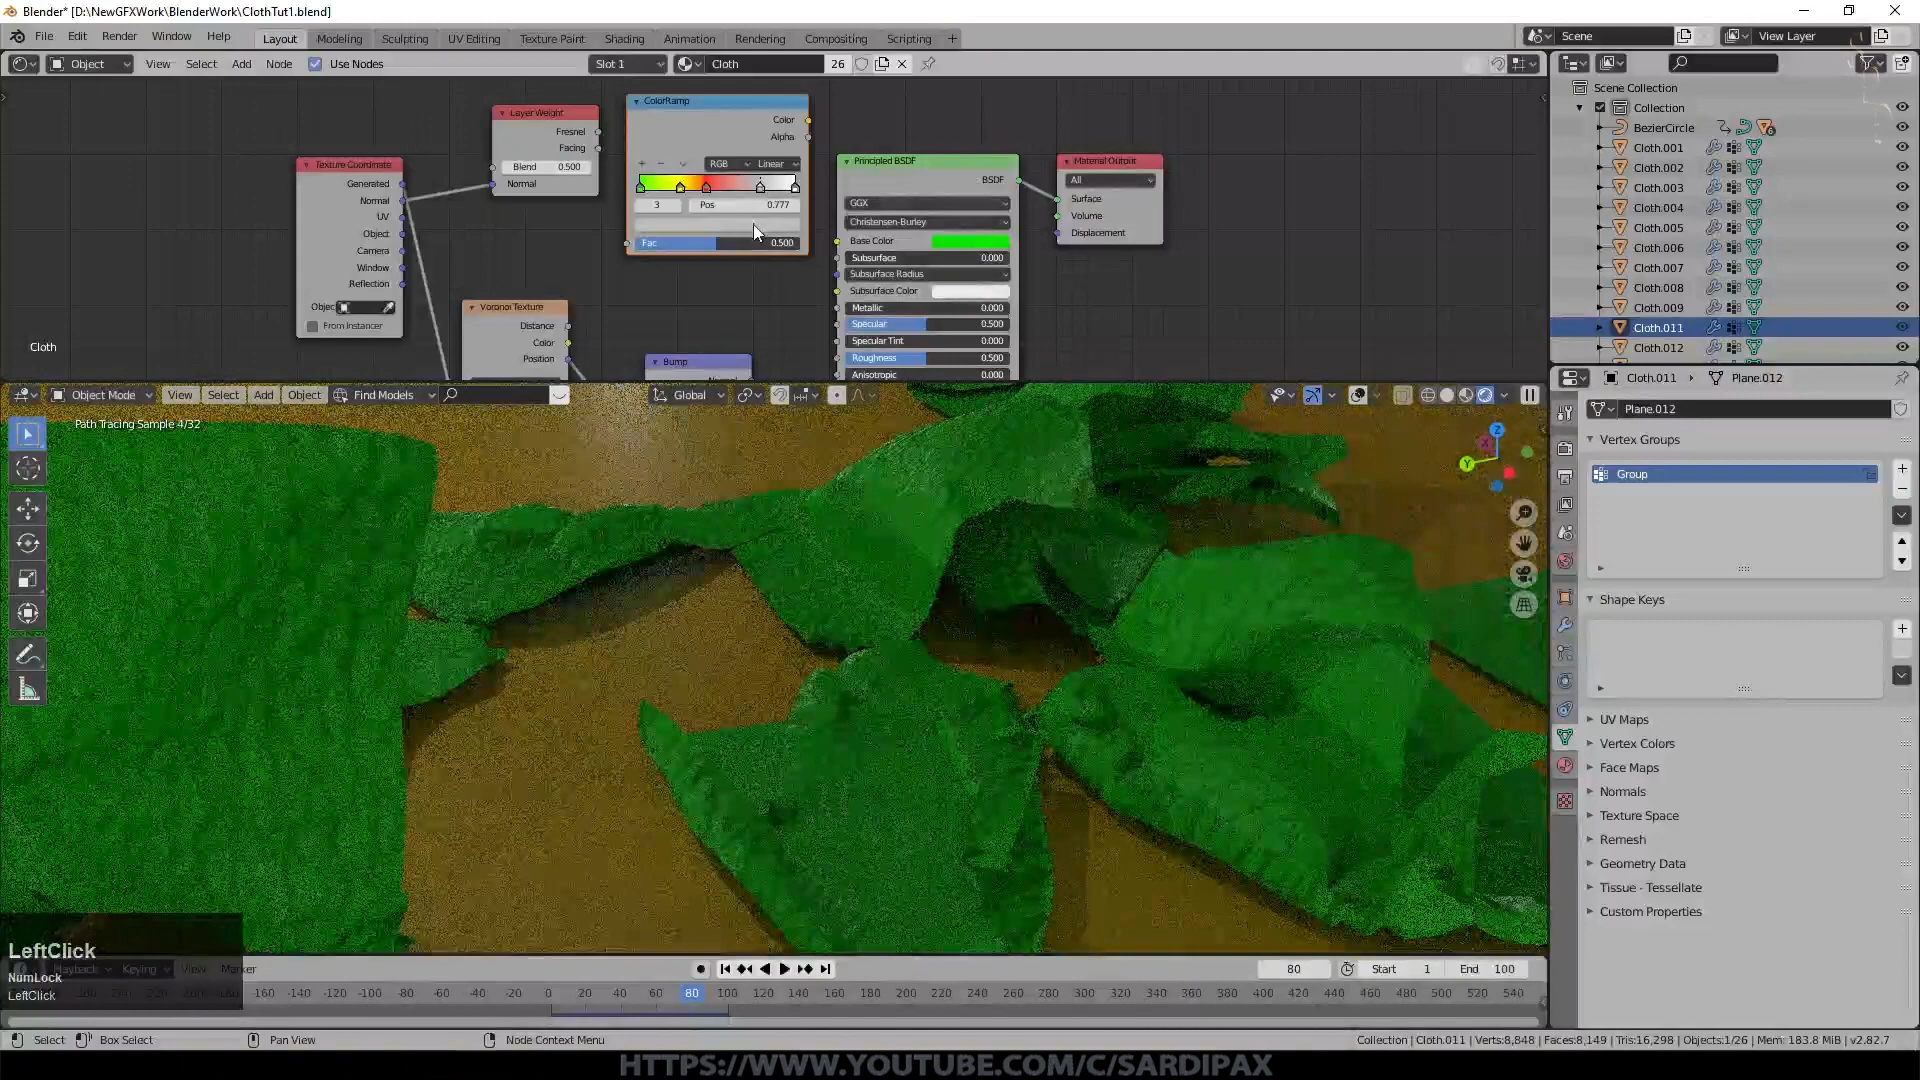 Blender* [D:\NewGFXWork\BlenderWork\ClothTut1.blend]
File Edit Render Window Help Layout Modeling Sculpting UV Editing Texture Paint Shading Animation Rendering Compositing Scripting + Scene View Layer
Object View Select Add Node Use Nodes Slot 1 Cloth 26
Scene Collection
Collection
BezierCircle
Cloth.001
Cloth.002
Cloth.003
Cloth.004
Cloth.005
Cloth.006
Cloth.007
Cloth.008
Cloth.009
Cloth.011
Cloth.012
Texture Coordinate
Generated
Normal
UV
Object
Camera
Window
Reflection
Objec
From Instancer
Layer Weight
Fresnel
Facing
Blend 0.500
Normal
ColorRamp
Color
Alpha
+ − RGB Linear
3 Pos 0.777
Fac 0.500
Voronoi Texture
Distance
Color
Position
Bump
Principled BSDF
BSDF
GGX
Christensen-Burley
Base Color
Subsurface 0.000
Subsurface Radius
Subsurface Color
Metallic 0.000
Specular 0.500
Specular Tint 0.000
Roughness 0.500
Anisotropic 0.000
Material Output
All
Surface
Volume
Displacement
Cloth
Object Mode View Select Add Object Find Models Global
Path Tracing Sample 4/32
Z
Y
X
Cloth.011 Plane.012
Plane.012
Vertex Groups
Group
Shape Keys
UV Maps
Vertex Colors
Face Maps
Normals
Texture Space
Remesh
Geometry Data
Tissue - Tessellate
Custom Properties
LeftClick
NumLock
LeftClick
Playback Keying View Marker 80 Start 1 End 100
-160 -140 -120 -100 -80 -60 -40 -20 0 20 40 60 80 100 120 140 160 180 200 220 240 260 280 300 320 340 360 380 400 420 440 460 480 500 520 540
Select Box Select Pan View Node Context Menu Collection | Cloth.011 | Verts:8,848 | Faces:8,149 | Tris:16,298 | Objects:1/26 | Mem: 183.8 MiB | v2.82.7
HTTPS://WWW.YOUTUBE.COM/C/SARDIPAX